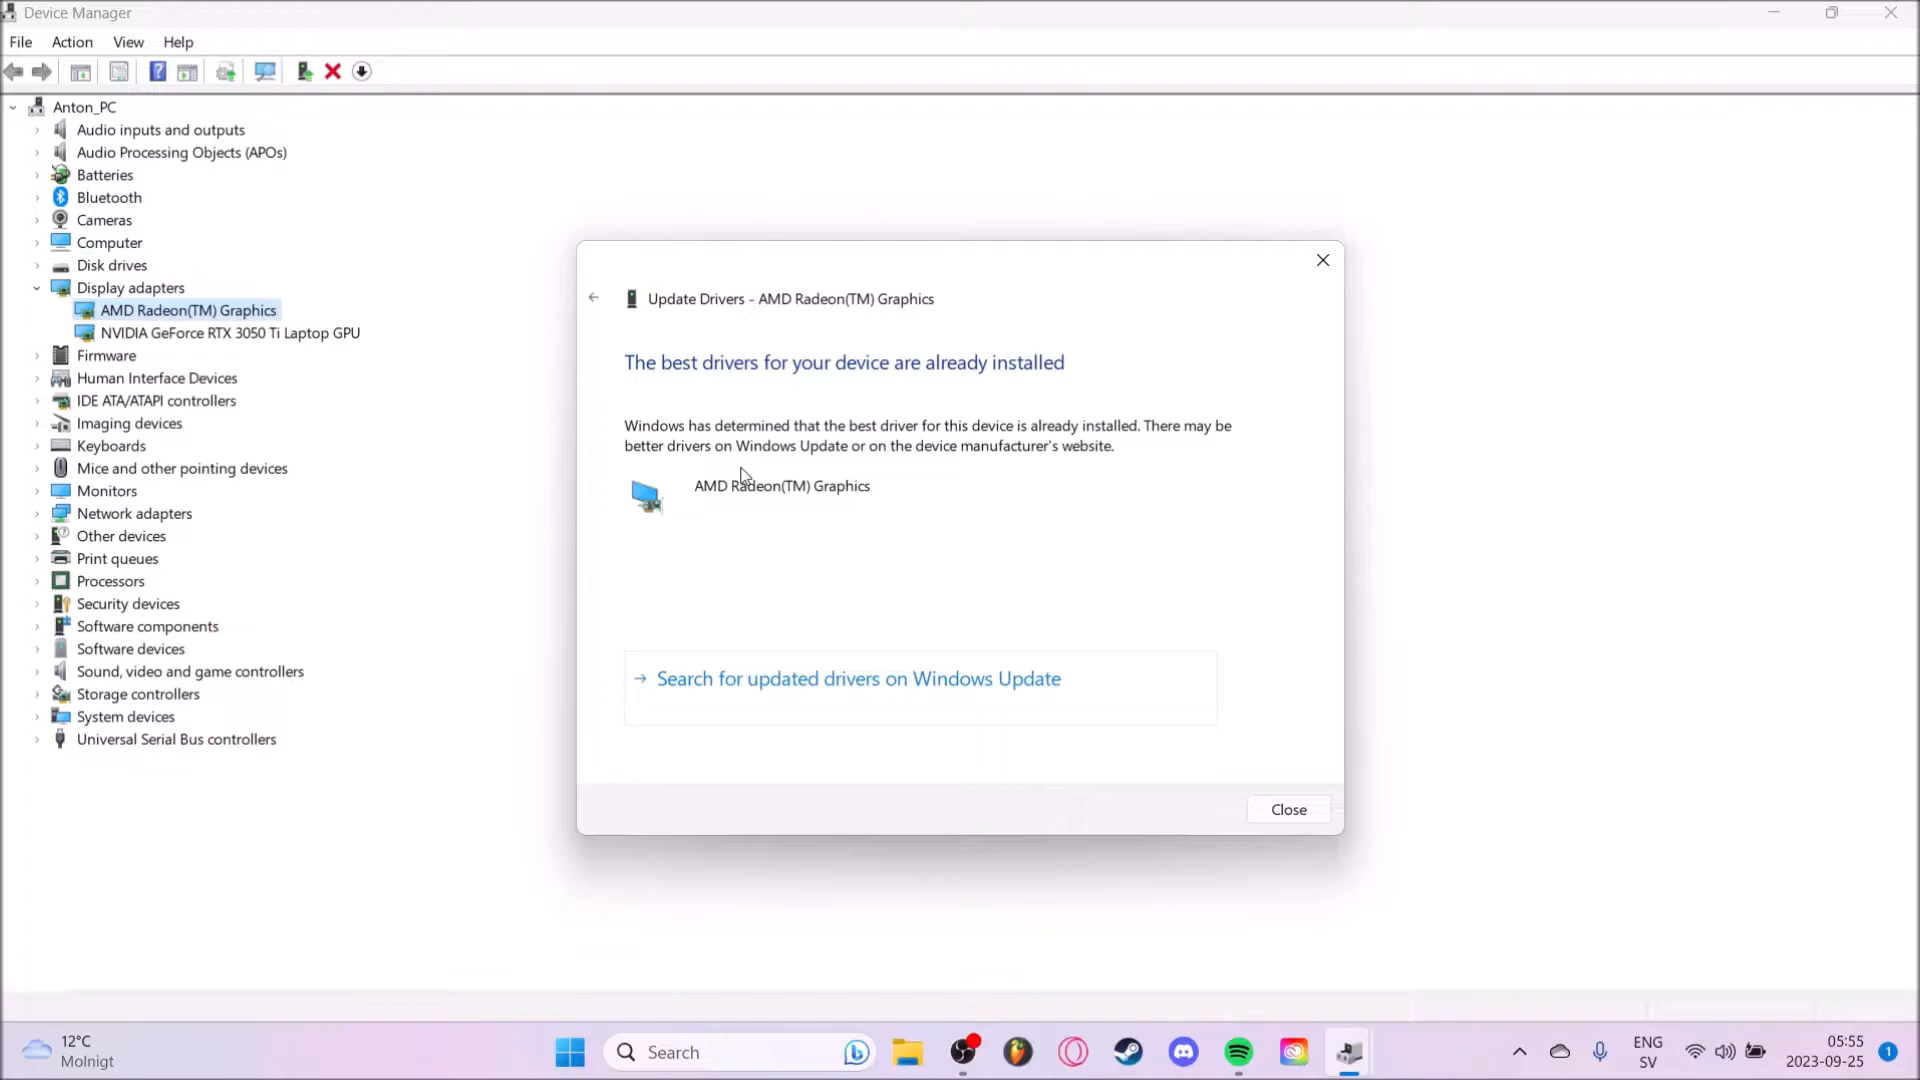 Device Manager
File Action View Help
Anton_PC
Audio inputs and outputs
Audio Processing Objects (APOs)
Batteries
Bluetooth
Cameras
Computer
Disk drives
Display adapters
AMD Radeon(TM) Graphics
NVIDIA GeForce RTX 3050 Ti Laptop GPU
Firmware
Human Interface Devices
IDE ATA/ATAPI controllers
Imaging devices
Keyboards
Mice and other pointing devices
Monitors
Network adapters
Other devices
Print queues
Processors
Security devices
Software components
Software devices
Sound, video and game controllers
Storage controllers
System devices
Universal Serial Bus controllers
Update Drivers - AMD Radeon(TM) Graphics
The best drivers for your device are already installed
Windows has determined that the best driver for this device is already installed. There may be
better drivers on Windows Update or on the device manufacturer's website.
AMD Radeon(TM) Graphics
Search for updated drivers on Windows Update
Close
12°C
Molnigt
Search
ENG
SV
05:55
2023-09-25
1